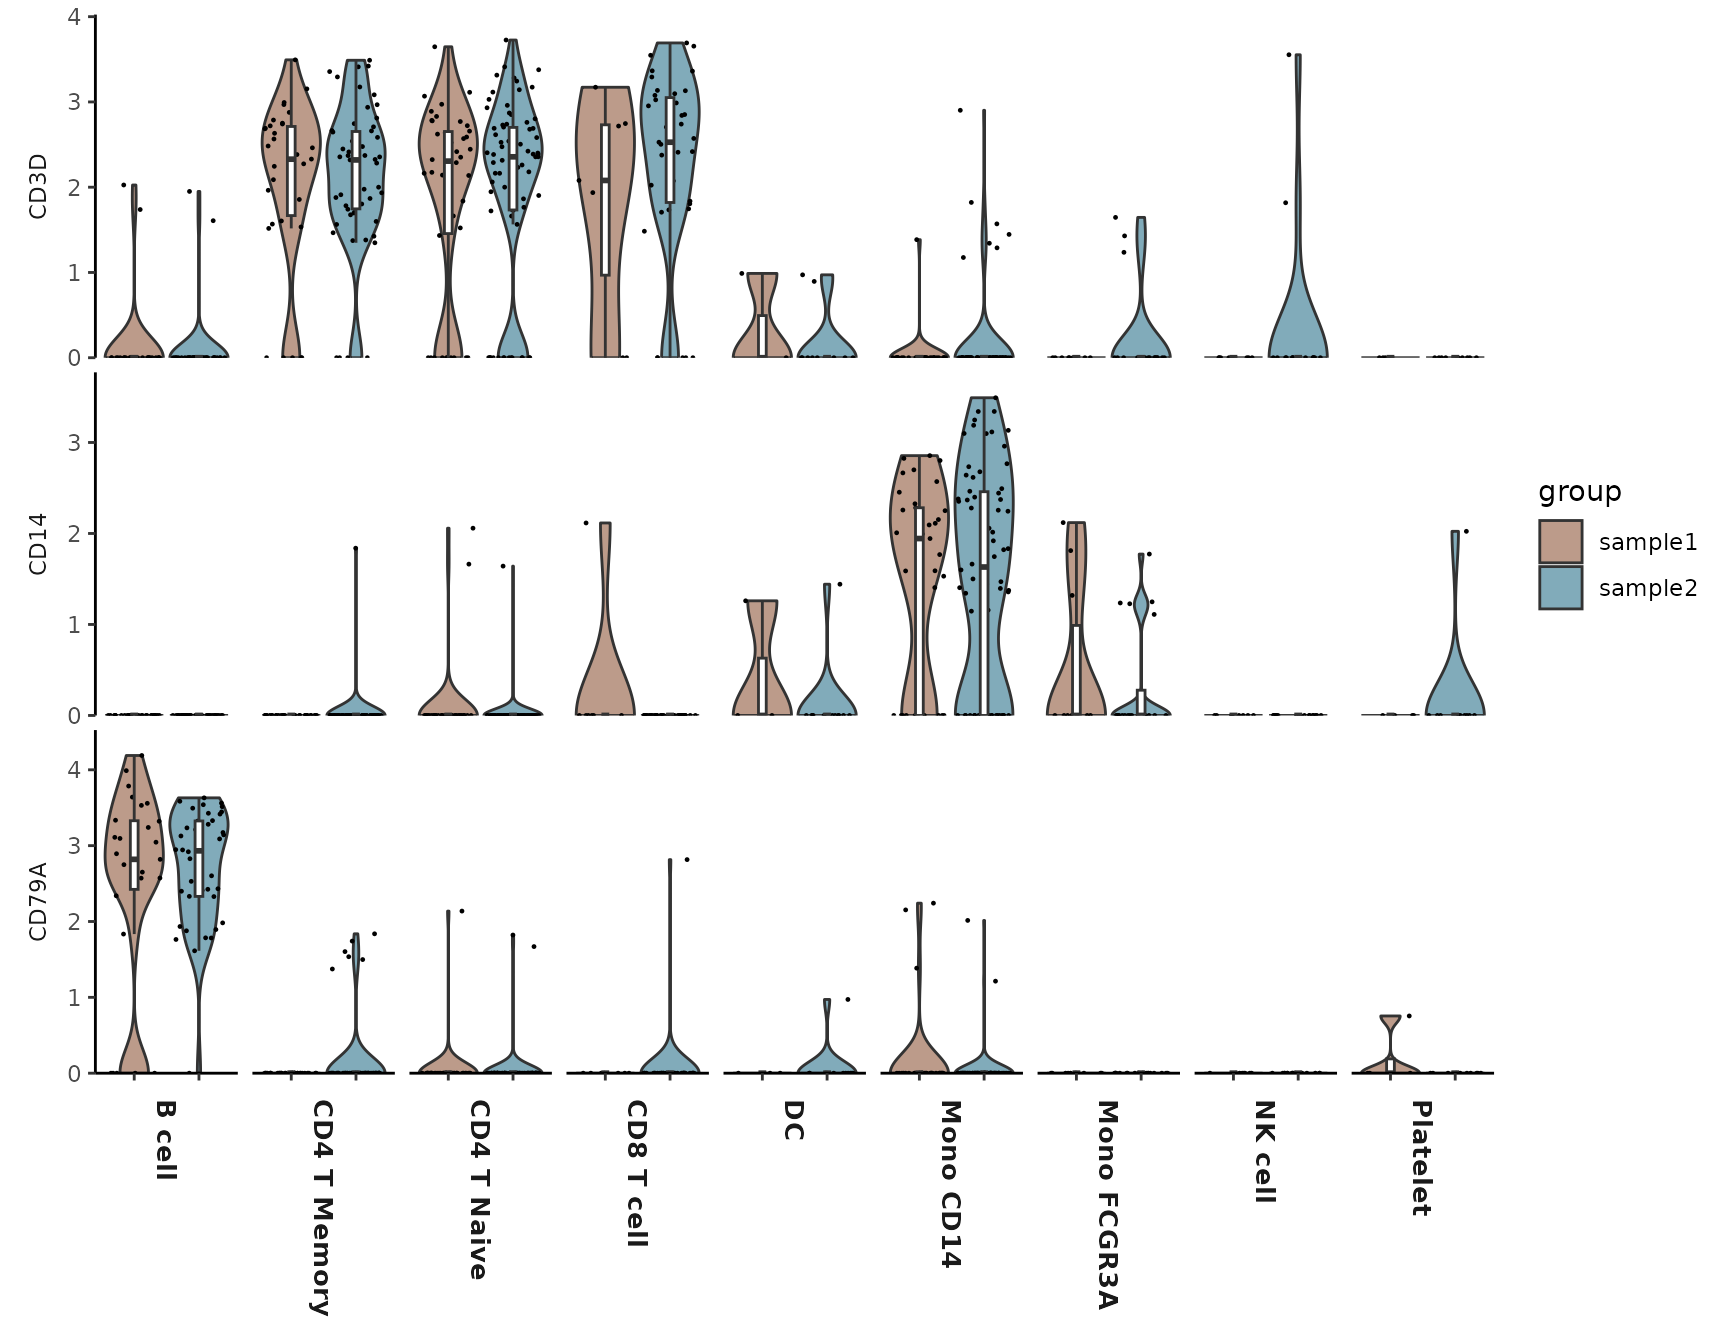 4
3
2
1
0
CD3D
3
2
1
0
CD14
4
3
2
1
0
CD79A
B cell
CD4 T Memory
CD4 T Naive
CD8 T cell
DC
Mono CD14
Mono FCGR3A
NK cell
Platelet
group
sample1
sample2